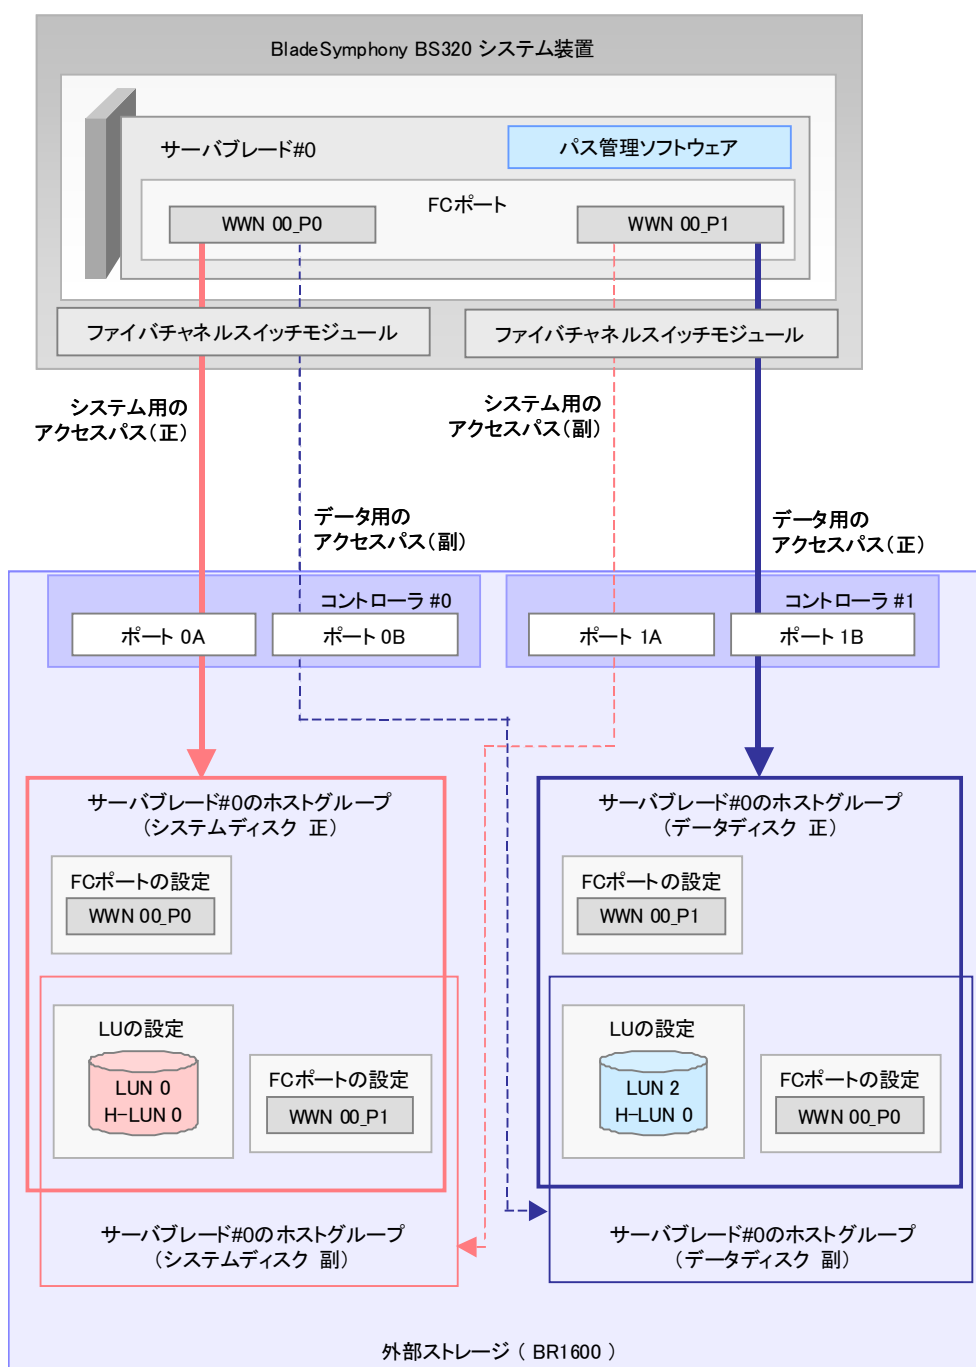 BladeSymphony BS320 システム装置
サーバブレード#0
パス管理ソフトウェア
FCポート
WWN 00_P0
WWN 00_P1
ファイバチャネルスイッチモジュール
ファイバチャネルスイッチモジュール
システム用の
アクセスパス（正）
システム用の
アクセスパス（副）
データ用の
アクセスパス（副）
データ用の
アクセスパス（正）
コントローラ #0
コントローラ #1
ポート 0A
ポート 0B
ポート 1A
ポート 1B
サーバブレード#0のホストグループ
（システムディスク 正）
サーバブレード#0のホストグループ
（データディスク 正）
FCポートの設定
WWN 00_P0
FCポートの設定
WWN 00_P1
LUの設定
LUN 0
H-LUN 0
FCポートの設定
WWN 00_P1
LUの設定
LUN 2
H-LUN 0
FCポートの設定
WWN 00_P0
サーバブレード#0のホストグループ
（システムディスク 副）
サーバブレード#0のホストグループ
（データディスク 副）
外部ストレージ（ BR1600 ）